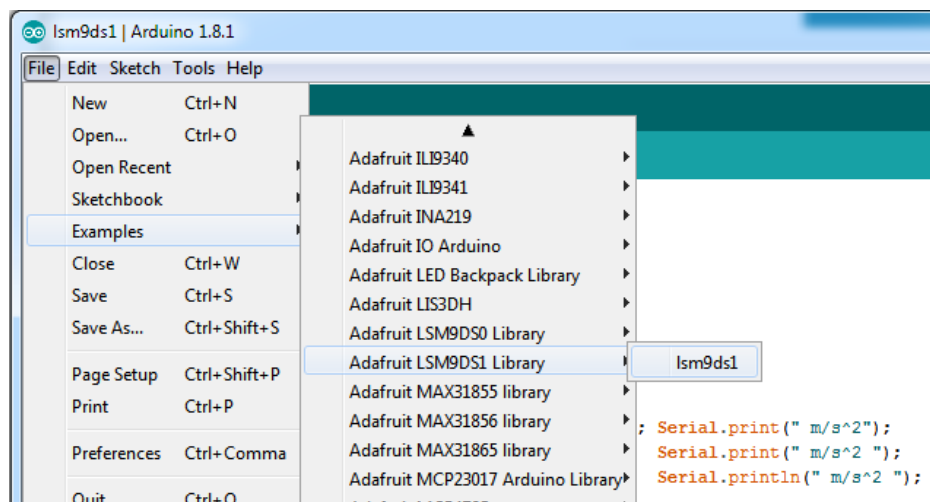 lsm9ds1 | Arduino 1.8.1
File Edit Sketch Tools Help
New Ctrl+N
Open... Ctrl+O
Open Recent
Sketchbook
Examples
Close Ctrl+W
Save Ctrl+S
Save As... Ctrl+Shift+S
Page Setup Ctrl+Shift+P
Print Ctrl+P
Preferences Ctrl+Comma
Quit Ctrl+Q
Adafruit ILI9340
Adafruit ILI9341
Adafruit INA219
Adafruit IO Arduino
Adafruit LED Backpack Library
Adafruit LIS3DH
Adafruit LSM9DS0 Library
Adafruit LSM9DS1 Library
Adafruit MAX31855 library
Adafruit MAX31856 library
Adafruit MAX31865 library
Adafruit MCP23017 Arduino Library
lsm9ds1
; Serial.print(" m/s^2");
Serial.print(" m/s^2 ");
Serial.println(" m/s^2 ");